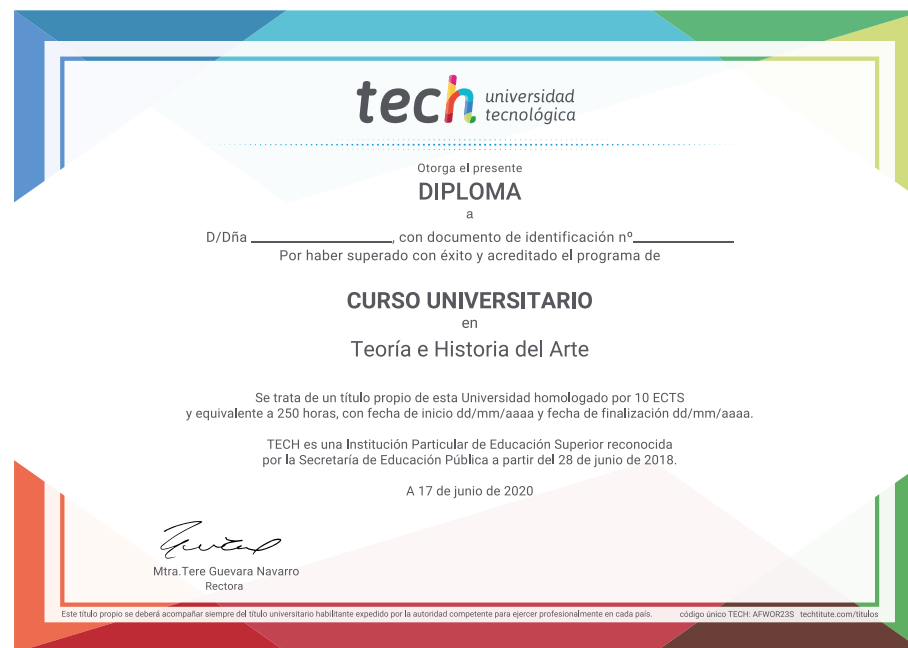 tech universidad
tecnológica
Otorga el presente
DIPLOMA
a
D/Dña ____________________, con documento de identificación nº______________
Por haber superado con éxito y acreditado el programa de
CURSO UNIVERSITARIO
en
Teoría e Historia del Arte
Se trata de un título propio de esta Universidad homologado por 10 ECTS
y equivalente a 250 horas, con fecha de inicio dd/mm/aaaa y fecha de finalización dd/mm/aaaa.
TECH es una Institución Particular de Educación Superior reconocida
por la Secretaría de Educación Pública a partir del 28 de junio de 2018.
A 17 de junio de 2020
Mtra.Tere Guevara Navarro
Rectora
Este título propio se deberá acompañar siempre del título universitario habilitante expedido por la autoridad competente para ejercer profesionalmente en cada país. código único TECH: AFWOR23S techtitute.com/titulos